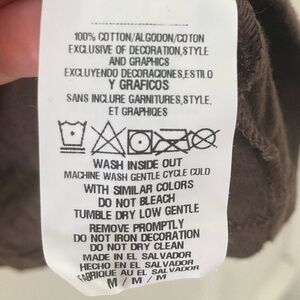 100% COTTON/ALGODON/COTON
EXCLUSIVE OF DECORATION,STYLE
AND GRAPHICS
EXCLUYENDO DECORACIONES,ESTILO
Y GRAFICOS
SANS INCLURE GARNITURES,STYLE,
ET GRAPHIQES
WASH INSIDE OUT
MACHINE WASH GENTLE CYCLE COLD
WITH SIMILAR COLORS
DO NOT BLEACH
TUMBLE DRY LOW GENTLE
REMOVE PROMPTLY
DO NOT IRON DECORATION
DO NOT DRY CLEAN
MADE IN EL SALVADOR
HECHO EN EL SALVADOR
FABRIQUE AU EL SALVADOR
M / M / M